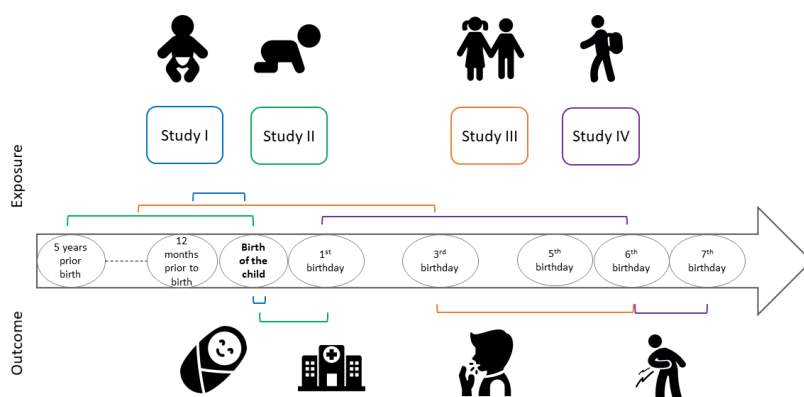 Study I
Study II
Study III
Study IV
Exposure
5 years
prior
birth
12
months
prior to
birth
Birth
of the
child
1st
birthday
3rd
birthday
5th
birthday
6th
birthday
7th
birthday
Outcome